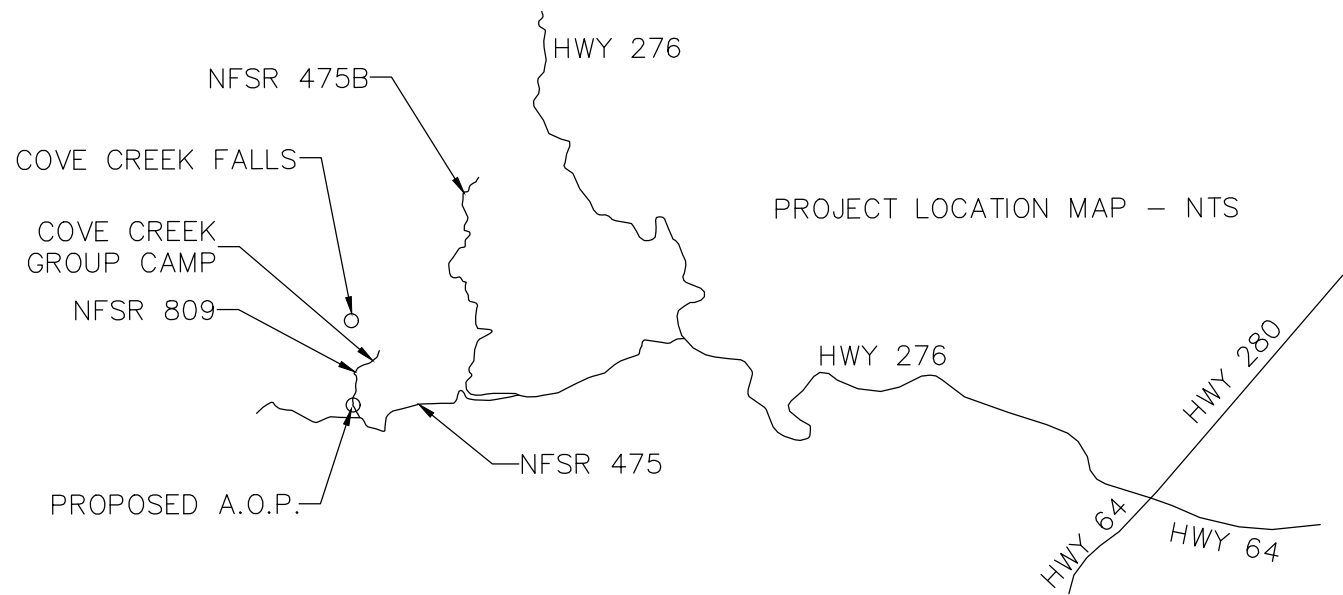 HWY 276
NFSR 475B
COVE CREEK FALLS
PROJECT LOCATION MAP – NTS
COVE CREEK
GROUP CAMP
NFSR 809
HWY 276
HWY 280
NFSR 475
PROPOSED A.O.P.
HWY 64
HWY 64